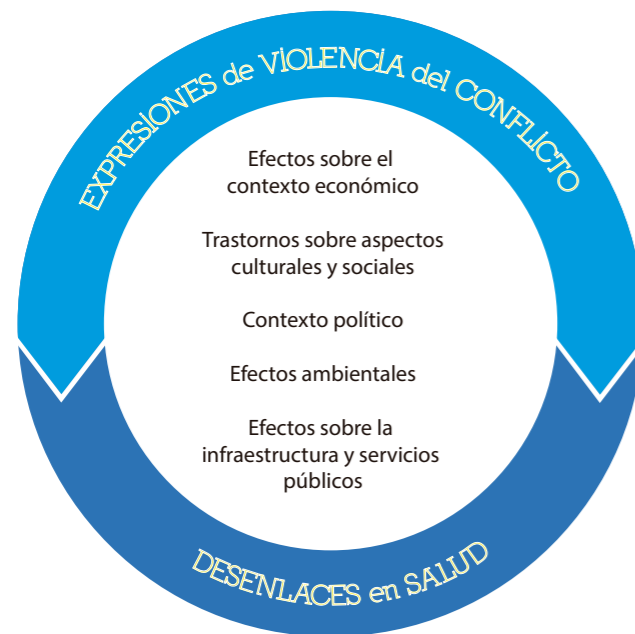 EXPRESIONES de VIOLENCIA del CONFLICTO
Efectos sobre el
contexto económico
Trastornos sobre aspectos
culturales y sociales
Contexto político
Efectos ambientales
Efectos sobre la
infraestructura y servicios
públicos
DESENLACES en SALUD